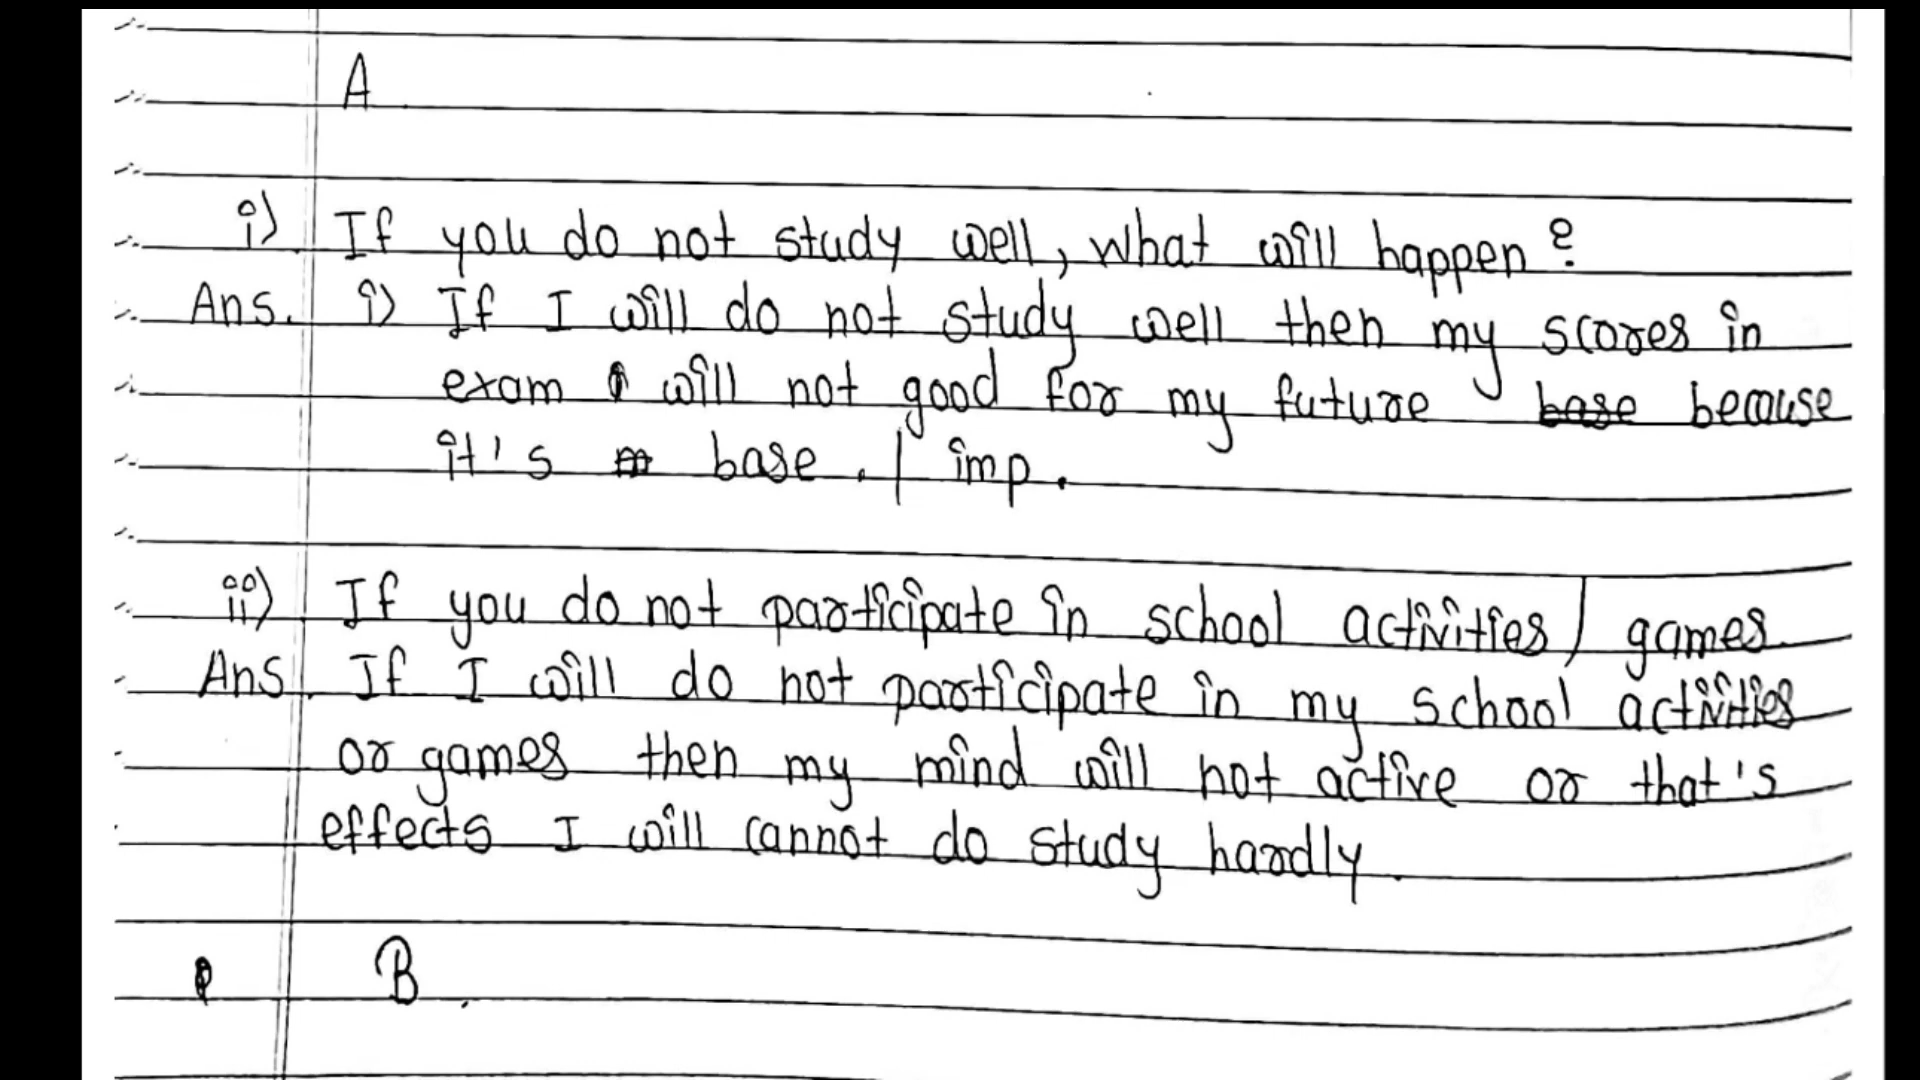 A
i) If you do not study well, what will happen?
Ans. i) If I will do not study well then my scores in
exam will not good for my future base because
it's base. / imp.
ii) If you do not participate in school activities / games.
Ans. If I will do not participate in my school activities
or games then my mind will not active or that's
effects I will cannot do study hardly.
B.